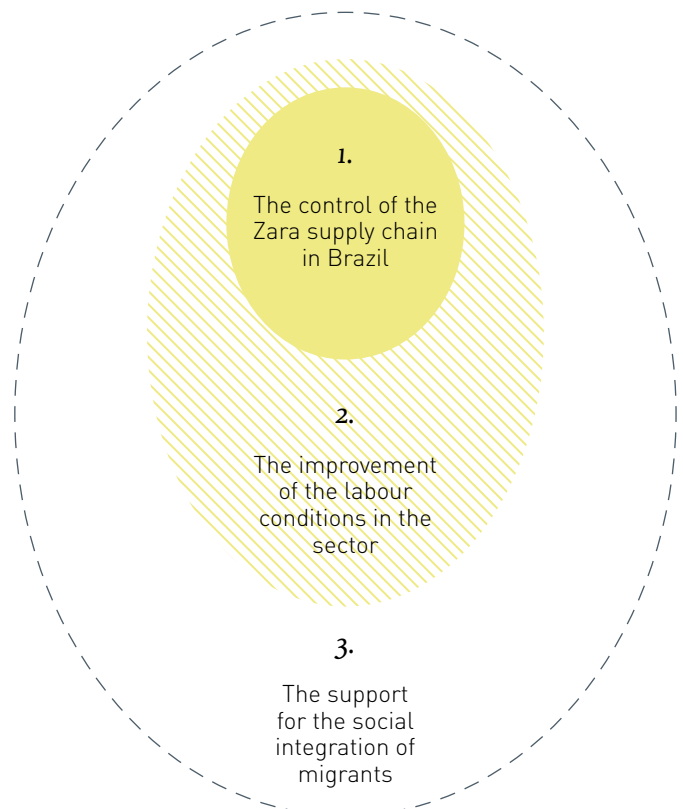 1.
The control of the
Zara supply chain
in Brazil
2.
The improvement
of the labour
conditions in the
sector
3.
The support
for the social
integration of
migrants